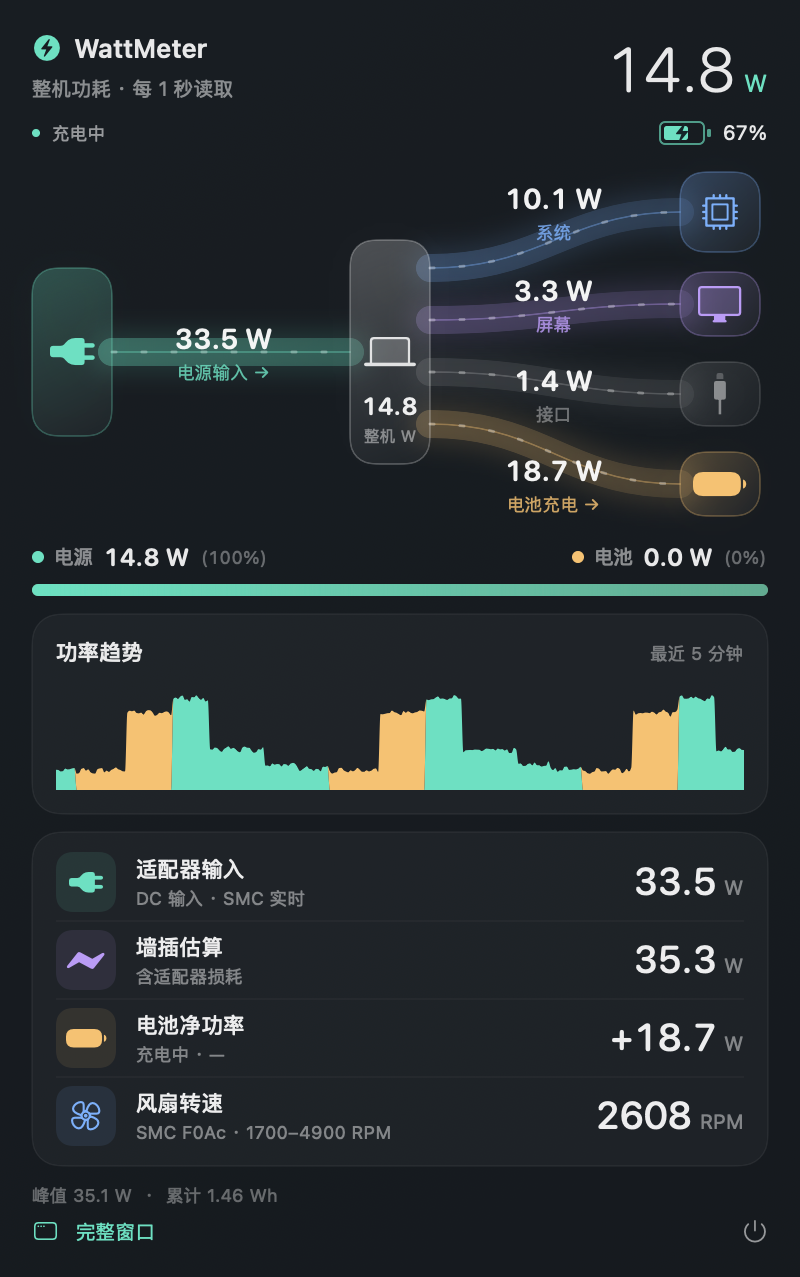 WattMeter
整机功耗 · 每 1 秒读取
14.8 W
充电中
67%
10.1 W
系统
3.3 W
屏幕
33.5 W
电源输入 →
14.8
整机 W
1.4 W
接口
18.7 W
电池充电 →
电源 14.8 W (100%)
电池 0.0 W (0%)
功率趋势
最近 5 分钟
适配器输入
DC 输入 · SMC 实时
33.5 W
墙插估算
含适配器损耗
35.3 W
电池净功率
充电中 · —
+18.7 W
风扇转速
SMC F0Ac · 1700–4900 RPM
2608 RPM
峰值 35.1 W · 累计 1.46 Wh
完整窗口